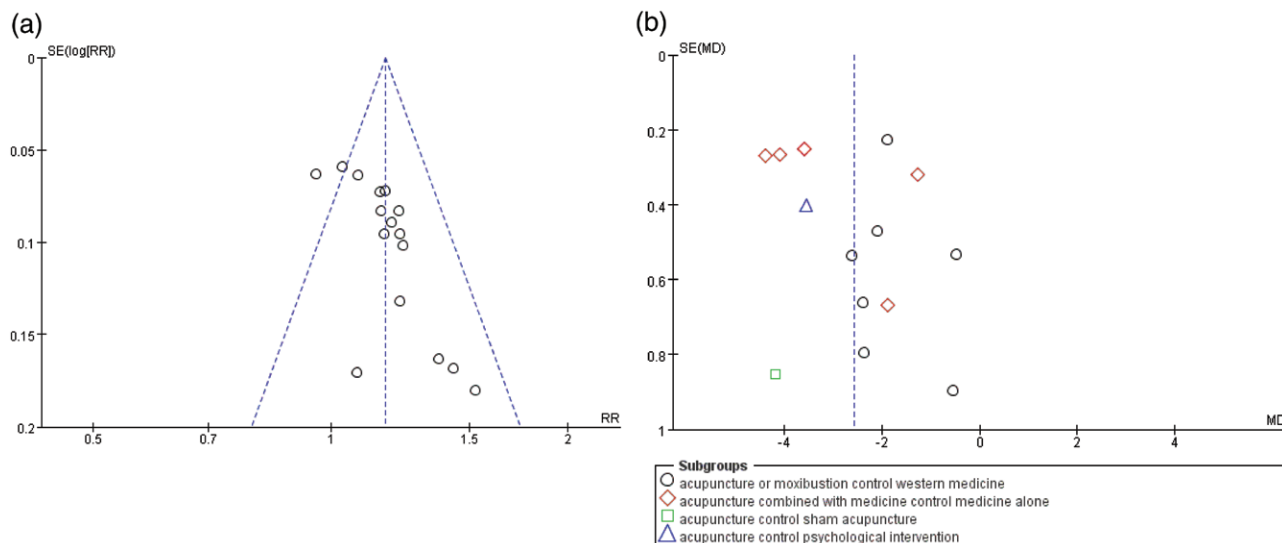 (a)
SE(log[RR])
0
0.05
0.1
0.15
0.2
0.5
0.7
1
1.5
2
RR
(b)
SE(MD)
0
0.2
0.4
0.6
0.8
1
-4
-2
0
2
4
MD
Subgroups
acupuncture or moxibustion control western medicine
acupuncture combined with medicine control medicine alone
acupuncture control sham acupuncture
acupuncture control psychological intervention